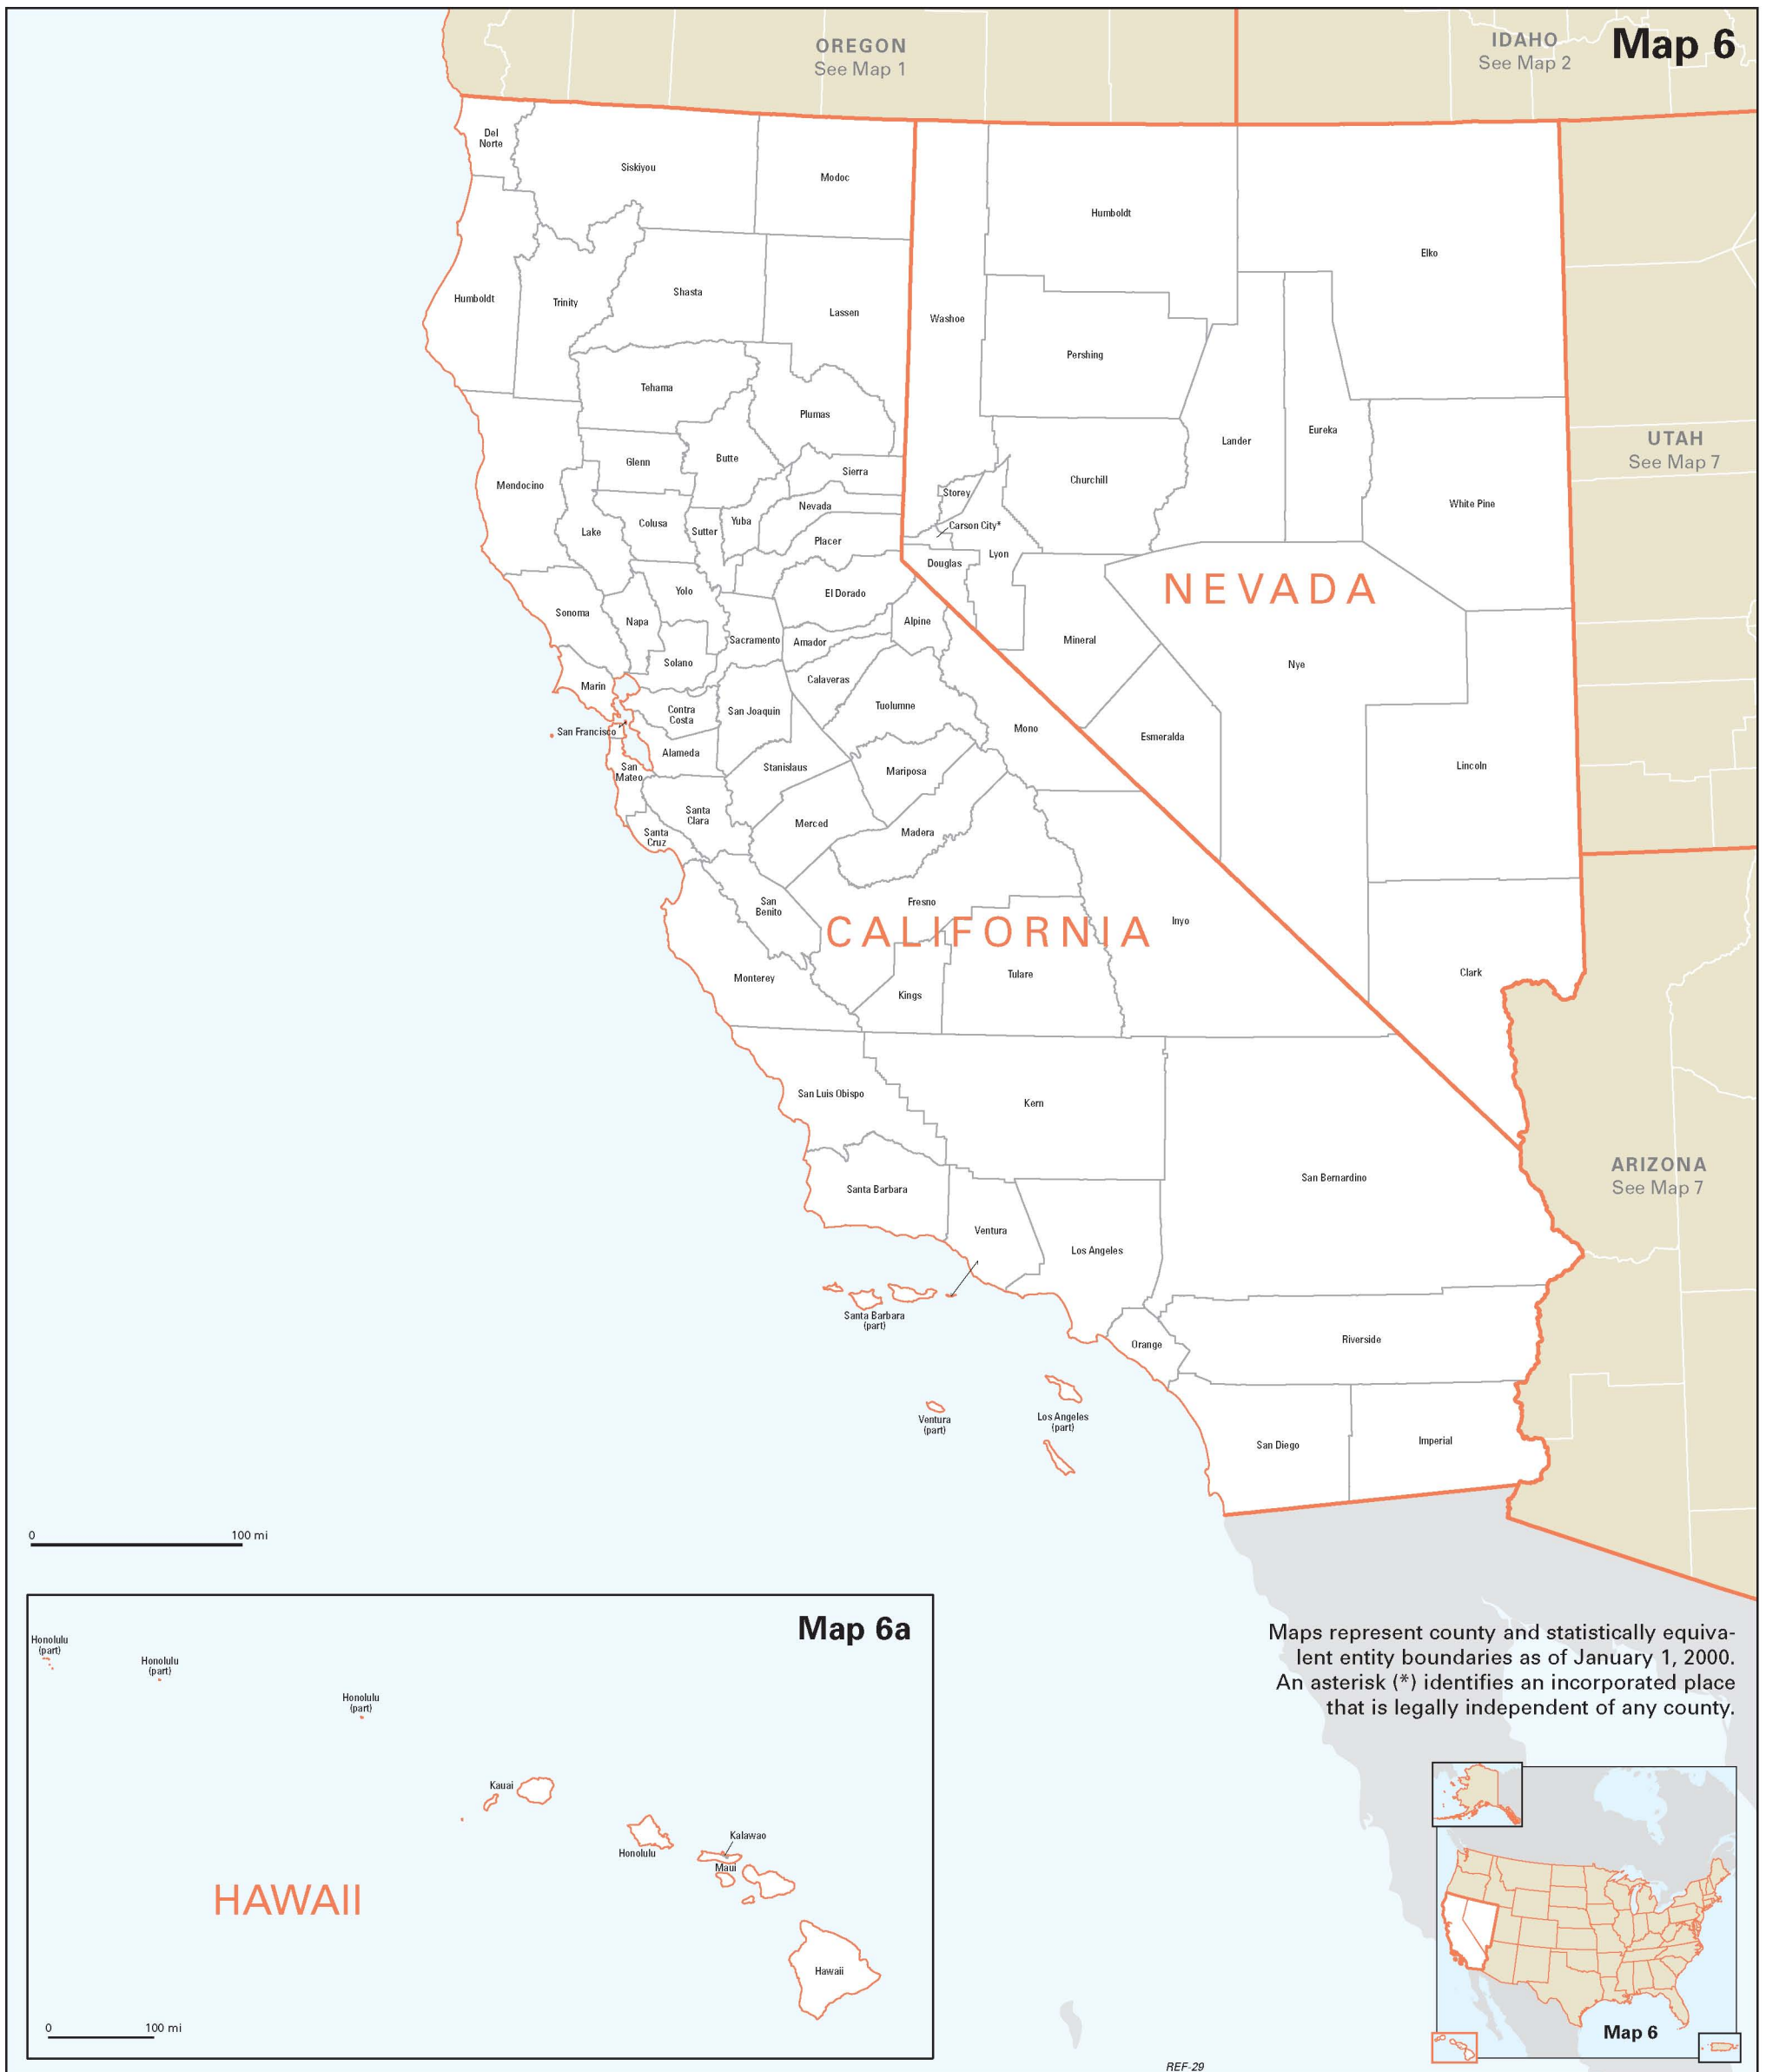 Map 6
OREGON
See Map 1
IDAHO
See Map 2
Del
Norte
Siskiyou
Modoc
Humboldt
Elko
Humboldt
Trinity
Shasta
Lassen
Washoe
Pershing
Tehama
Plumas
Lander
Eureka
UTAH
See Map 7
Glenn
Butte
Sierra
Churchill
Mendocino
Storey
White Pine
Nevada
Colusa
Yuba
Carson City*
Lake
Sutter
Placer
Lyon
Douglas
NEVADA
Yolo
El Dorado
Sonoma
Napa
Alpine
Sacramento
Amador
Mineral
Solano
Nye
Calaveras
Marin
Contra
Costa
San Joaquin
Tuolumne
San Francisco
Mono
Esmeralda
Alameda
San
Mateo
Stanislaus
Mariposa
Lincoln
Santa
Clara
Merced
Santa
Cruz
Madera
San
Benito
Fresno
CALIFORNIA
Inyo
Monterey
Tulare
Clark
Kings
San Luis Obispo
Kern
ARIZONA
See Map 7
San Bernardino
Santa Barbara
Ventura
Los Angeles
Santa Barbara
(part)
Orange
Riverside
Ventura
(part)
Los Angeles
(part)
San Diego
Imperial
0 100 mi
Map 6a
Honolulu
(part)
Honolulu
(part)
Honolulu
(part)
Kauai
Honolulu
Kalawao
Maui
HAWAII
Hawaii
0 100 mi
Maps represent county and statistically equiva-
lent entity boundaries as of January 1, 2000.
An asterisk (*) identifies an incorporated place
that is legally independent of any county.
Map 6
REF-29